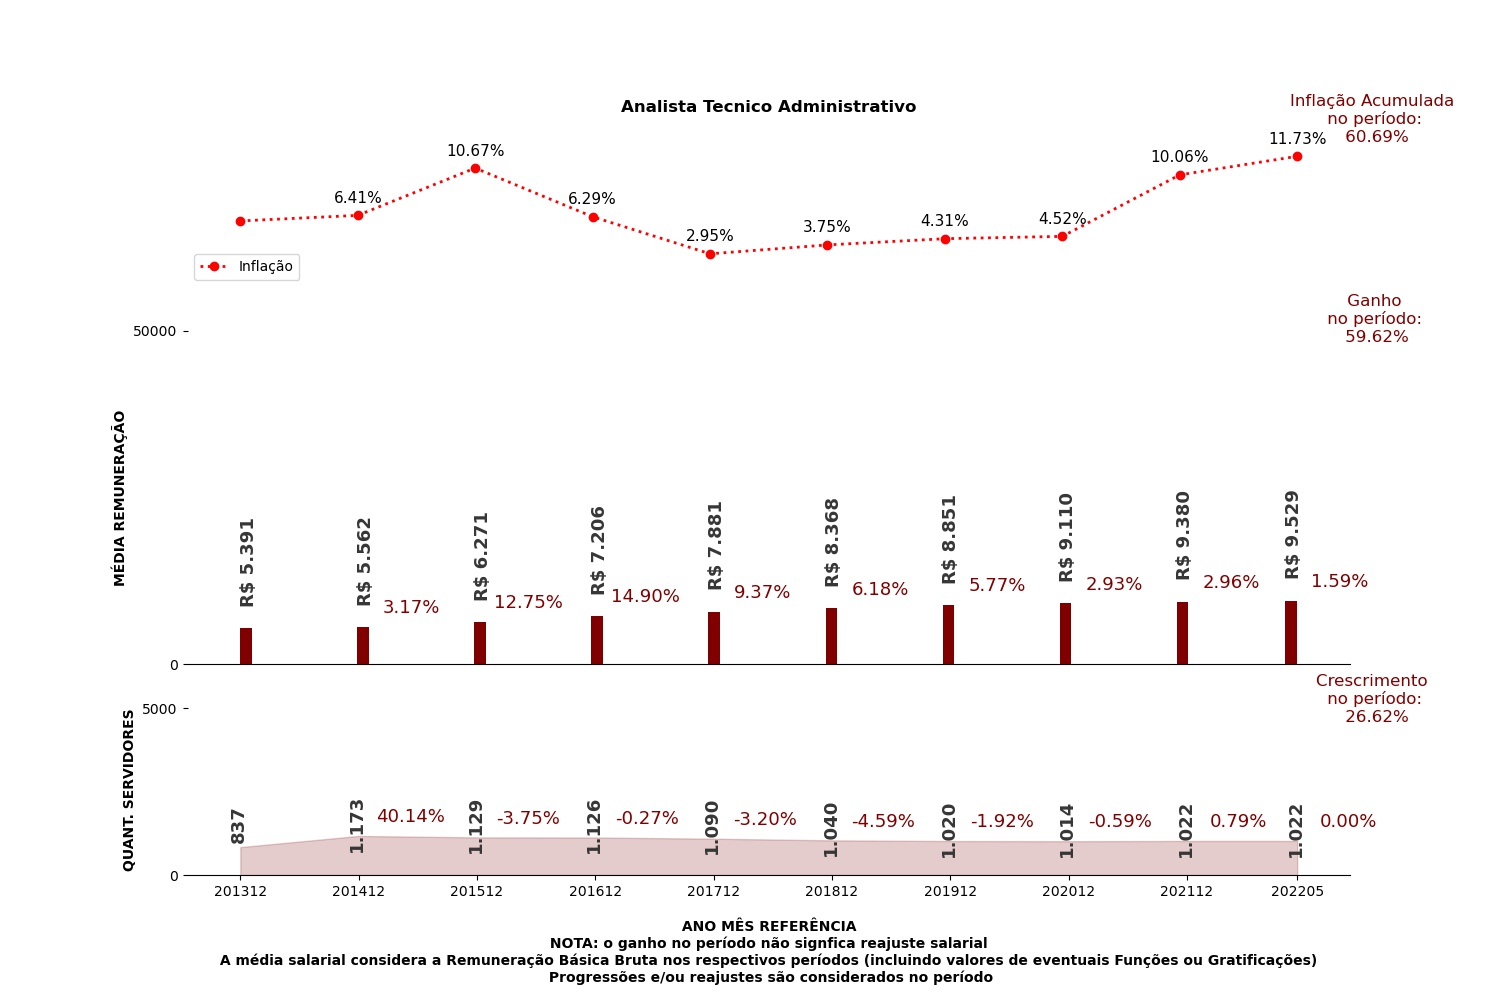 Analista Tecnico Administrativo
Inflação Acumulada
no período:
60.69%
6.41%
10.67%
6.29%
2.95%
3.75%
4.31%
4.52%
10.06%
11.73%
Inflação
Ganho
no período:
59.62%
50000
0
MÉDIA REMUNERAÇÃO
R$ 5.391
R$ 5.562
R$ 6.271
R$ 7.206
R$ 7.881
R$ 8.368
R$ 8.851
R$ 9.110
R$ 9.380
R$ 9.529
3.17%
12.75%
14.90%
9.37%
6.18%
5.77%
2.93%
2.96%
1.59%
Crescrimento
no período:
26.62%
5000
0
QUANT. SERVIDORES
837
1.173
1.129
1.126
1.090
1.040
1.020
1.014
1.022
1.022
40.14%
-3.75%
-0.27%
-3.20%
-4.59%
-1.92%
-0.59%
0.79%
0.00%
201312
201412
201512
201612
201712
201812
201912
202012
202112
202205
ANO MÊS REFERÊNCIA
NOTA: o ganho no período não signfica reajuste salarial
A média salarial considera a Remuneração Básica Bruta nos respectivos períodos (incluindo valores de eventuais Funções ou Gratificações)
Progressões e/ou reajustes são considerados no período